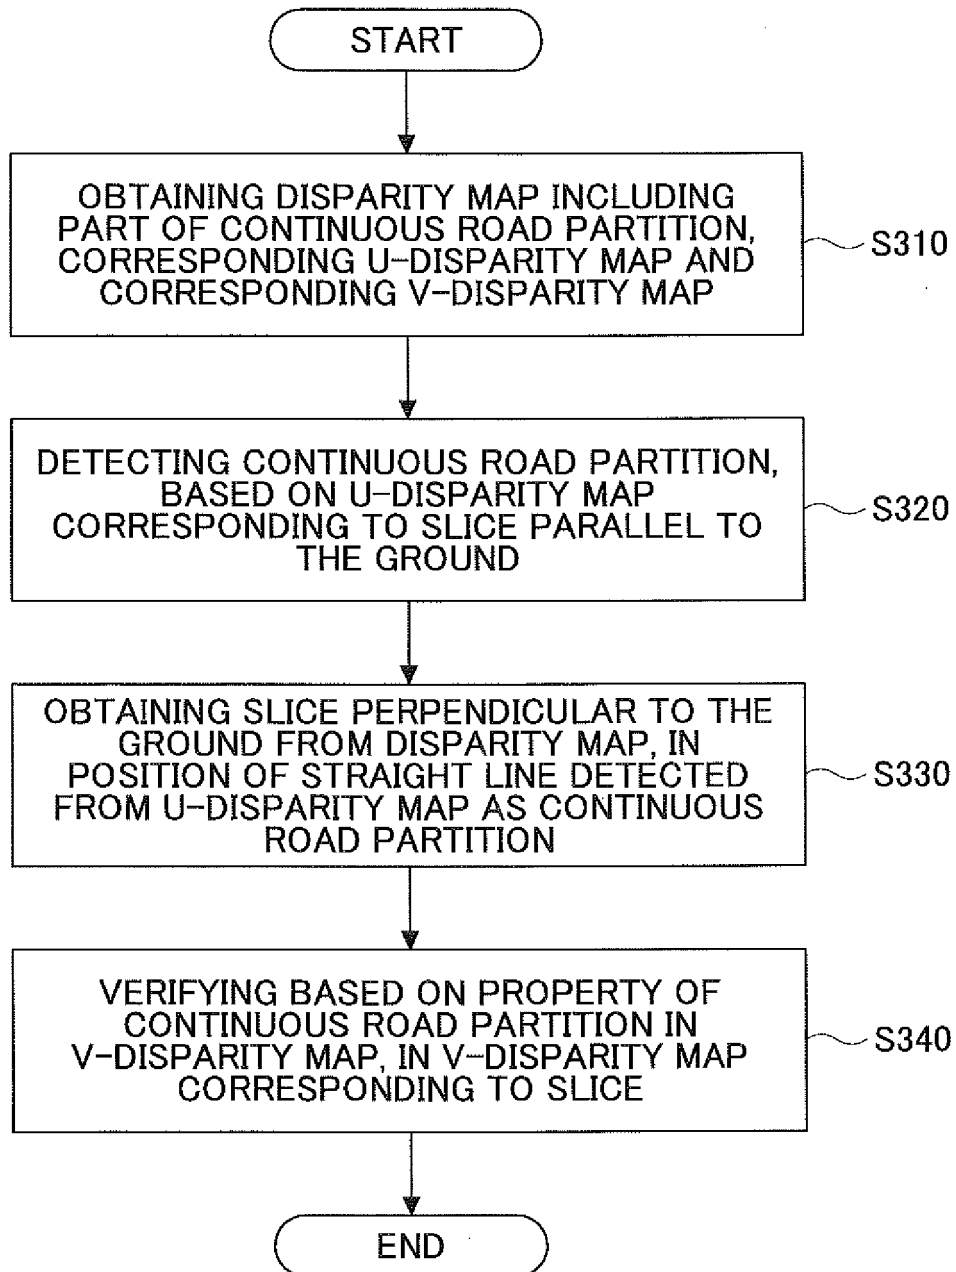 START
OBTAINING DISPARITY MAP INCLUDING
PART OF CONTINUOUS ROAD PARTITION,
CORRESPONDING U-DISPARITY MAP AND
CORRESPONDING V-DISPARITY MAP
S310
DETECTING CONTINUOUS ROAD PARTITION,
BASED ON U-DISPARITY MAP
CORRESPONDING TO SLICE PARALLEL TO
THE GROUND
S320
OBTAINING SLICE PERPENDICULAR TO THE
GROUND FROM DISPARITY MAP, IN
POSITION OF STRAIGHT LINE DETECTED
FROM U-DISPARITY MAP AS CONTINUOUS
ROAD PARTITION
S330
VERIFYING BASED ON PROPERTY OF
CONTINUOUS ROAD PARTITION IN
V-DISPARITY MAP, IN V-DISPARITY MAP
CORRESPONDING TO SLICE
S340
END